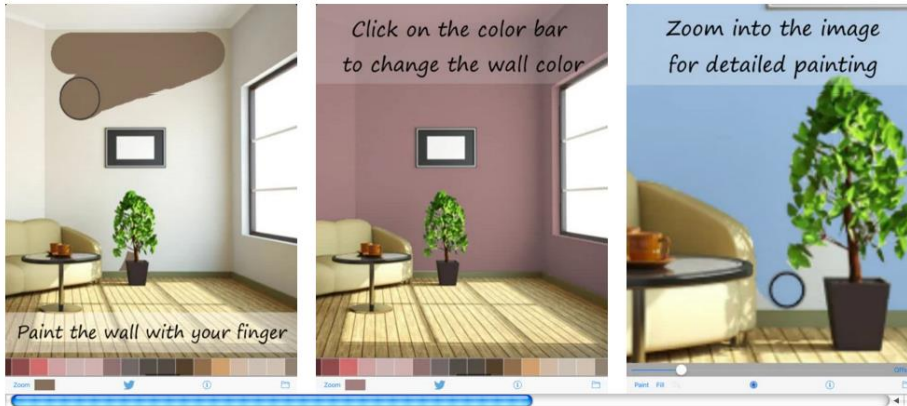 Paint the wall with your finger
Zoom
Click on the color bar
to change the wall color
Zoom
Zoom into the image
for detailed painting
Paint Fill